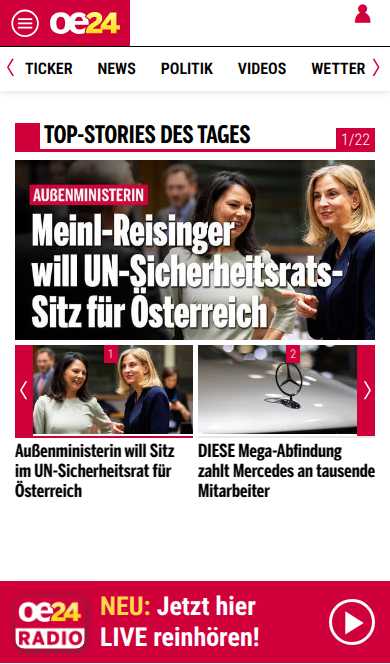 oe24
TICKER NEWS POLITIK VIDEOS WETTER
TOP-STORIES DES TAGES
1/22
AUßENMINISTERIN
Meinl-Reisinger
will UN-Sicherheitsrats-
Sitz für Österreich
1
2
Außenministerin will Sitz
im UN-Sicherheitsrat für
Österreich
DIESE Mega-Abfindung
zahlt Mercedes an tausende
Mitarbeiter
oe24
RADIO
NEU: Jetzt hier
LIVE reinhören!